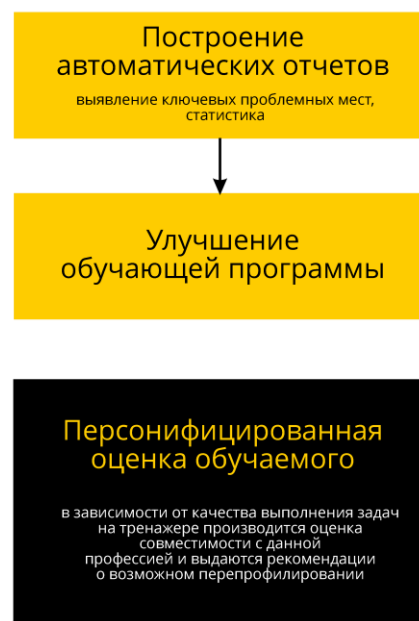 Построение
автоматических отчетов
выявление ключевых проблемных мест,
статистика
Улучшение
обучающей программы
Персонифицированная
оценка обучаемого
в зависимости от качества выполнения задач
на тренажере производится оценка
совместимости с данной
профессией и выдаются рекомендации
о возможном перепрофилировании